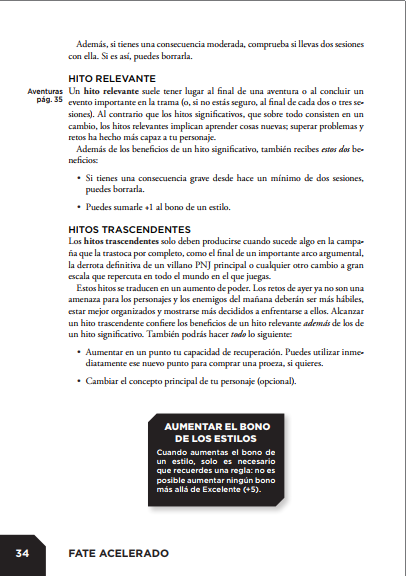 Además, si tienes una consecuencia moderada, comprueba si llevas dos sesiones
con ella. Si es así, puedes borrarla.
HITO RELEVANTE
Aventuras
pág. 35
Un hito relevante suele tener lugar al final de una aventura o al concluir un
evento importante en la trama (o, si no estás seguro, al final de cada dos o tres se-
siones). Al contrario que los hitos significativos, que sobre todo consisten en un
cambio, los hitos relevantes implican aprender cosas nuevas; superar problemas y
retos ha hecho más capaz a tu personaje.
Además de los beneficios de un hito significativo, también recibes estos dos be-
neficios:
• Si tienes una consecuencia grave desde hace un mínimo de dos sesiones,
puedes borrarla.
• Puedes sumarle +1 al bono de un estilo.
HITOS TRASCENDENTES
Los hitos trascendentes solo deben producirse cuando sucede algo en la campa-
ña que la trastoca por completo, como el final de un importante arco argumental,
la derrota definitiva de un villano PNJ principal o cualquier otro cambio a gran
escala que repercuta en todo el mundo en el que juegas.
Estos hitos se traducen en un aumento de poder. Los retos de ayer ya no son una
amenaza para los personajes y los enemigos del mañana deberán ser más hábiles,
estar mejor organizados y mostrarse más decididos a enfrentarse a ellos. Alcanzar
un hito trascendente confiere los beneficios de un hito relevante además de los de
un hito significativo. También podrás hacer todo lo siguiente:
• Aumentar en un punto tu capacidad de recuperación. Puedes utilizar inme-
diatamente ese nuevo punto para comprar una proeza, si quieres.
• Cambiar el concepto principal de tu personaje (opcional).
AUMENTAR EL BONO
DE LOS ESTILOS
Cuando aumentas el bono de
un estilo, solo es necesario
que recuerdes una regla: no es
posible aumentar ningún bono
más allá de Excelente (+5).
34
FATE ACELERADO